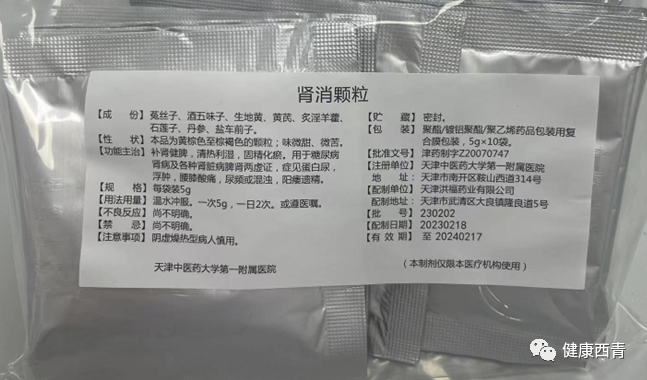 肾消颗粒
【成　份】菟丝子、酒五味子、生地黄、黄芪、炙淫羊藿、
石莲子、丹参、盐车前子。
【性　状】本品为黄棕色至棕褐色的颗粒；味微甜、微苦。
【功能主治】补肾健脾，清热利湿，固精化瘀。用于糖尿病
肾病及各种肾脏病脾肾两虚证，症见蛋白尿，
浮肿，腰膝酸痛，尿频或混浊，阳痿遗精。
【规　格】每袋装5g
【用法用量】温水冲服。一次5g，一日2次。或遵医嘱。
【不良反应】尚不明确。
【禁　忌】尚不明确。
【注意事项】阴虚燥热型病人慎用。
天津中医药大学第一附属医院
【贮　藏】密封。
【包　装】聚酯/镀铝聚酯/聚乙烯药品包装用复
合膜包装，5g×10袋。
【批准文号】津药制字Z20070747
【注册单位】天津中医药大学第一附属医院
地　址：天津市南开区鞍山西道314号
【配制单位】天津洪福药业有限公司
配制地址：天津市武清区大良镇隆良道5号
【批　号】230202
【配制日期】20230218
【有 效 期】至 20240217
（本制剂仅限本医疗机构使用）
健康西青